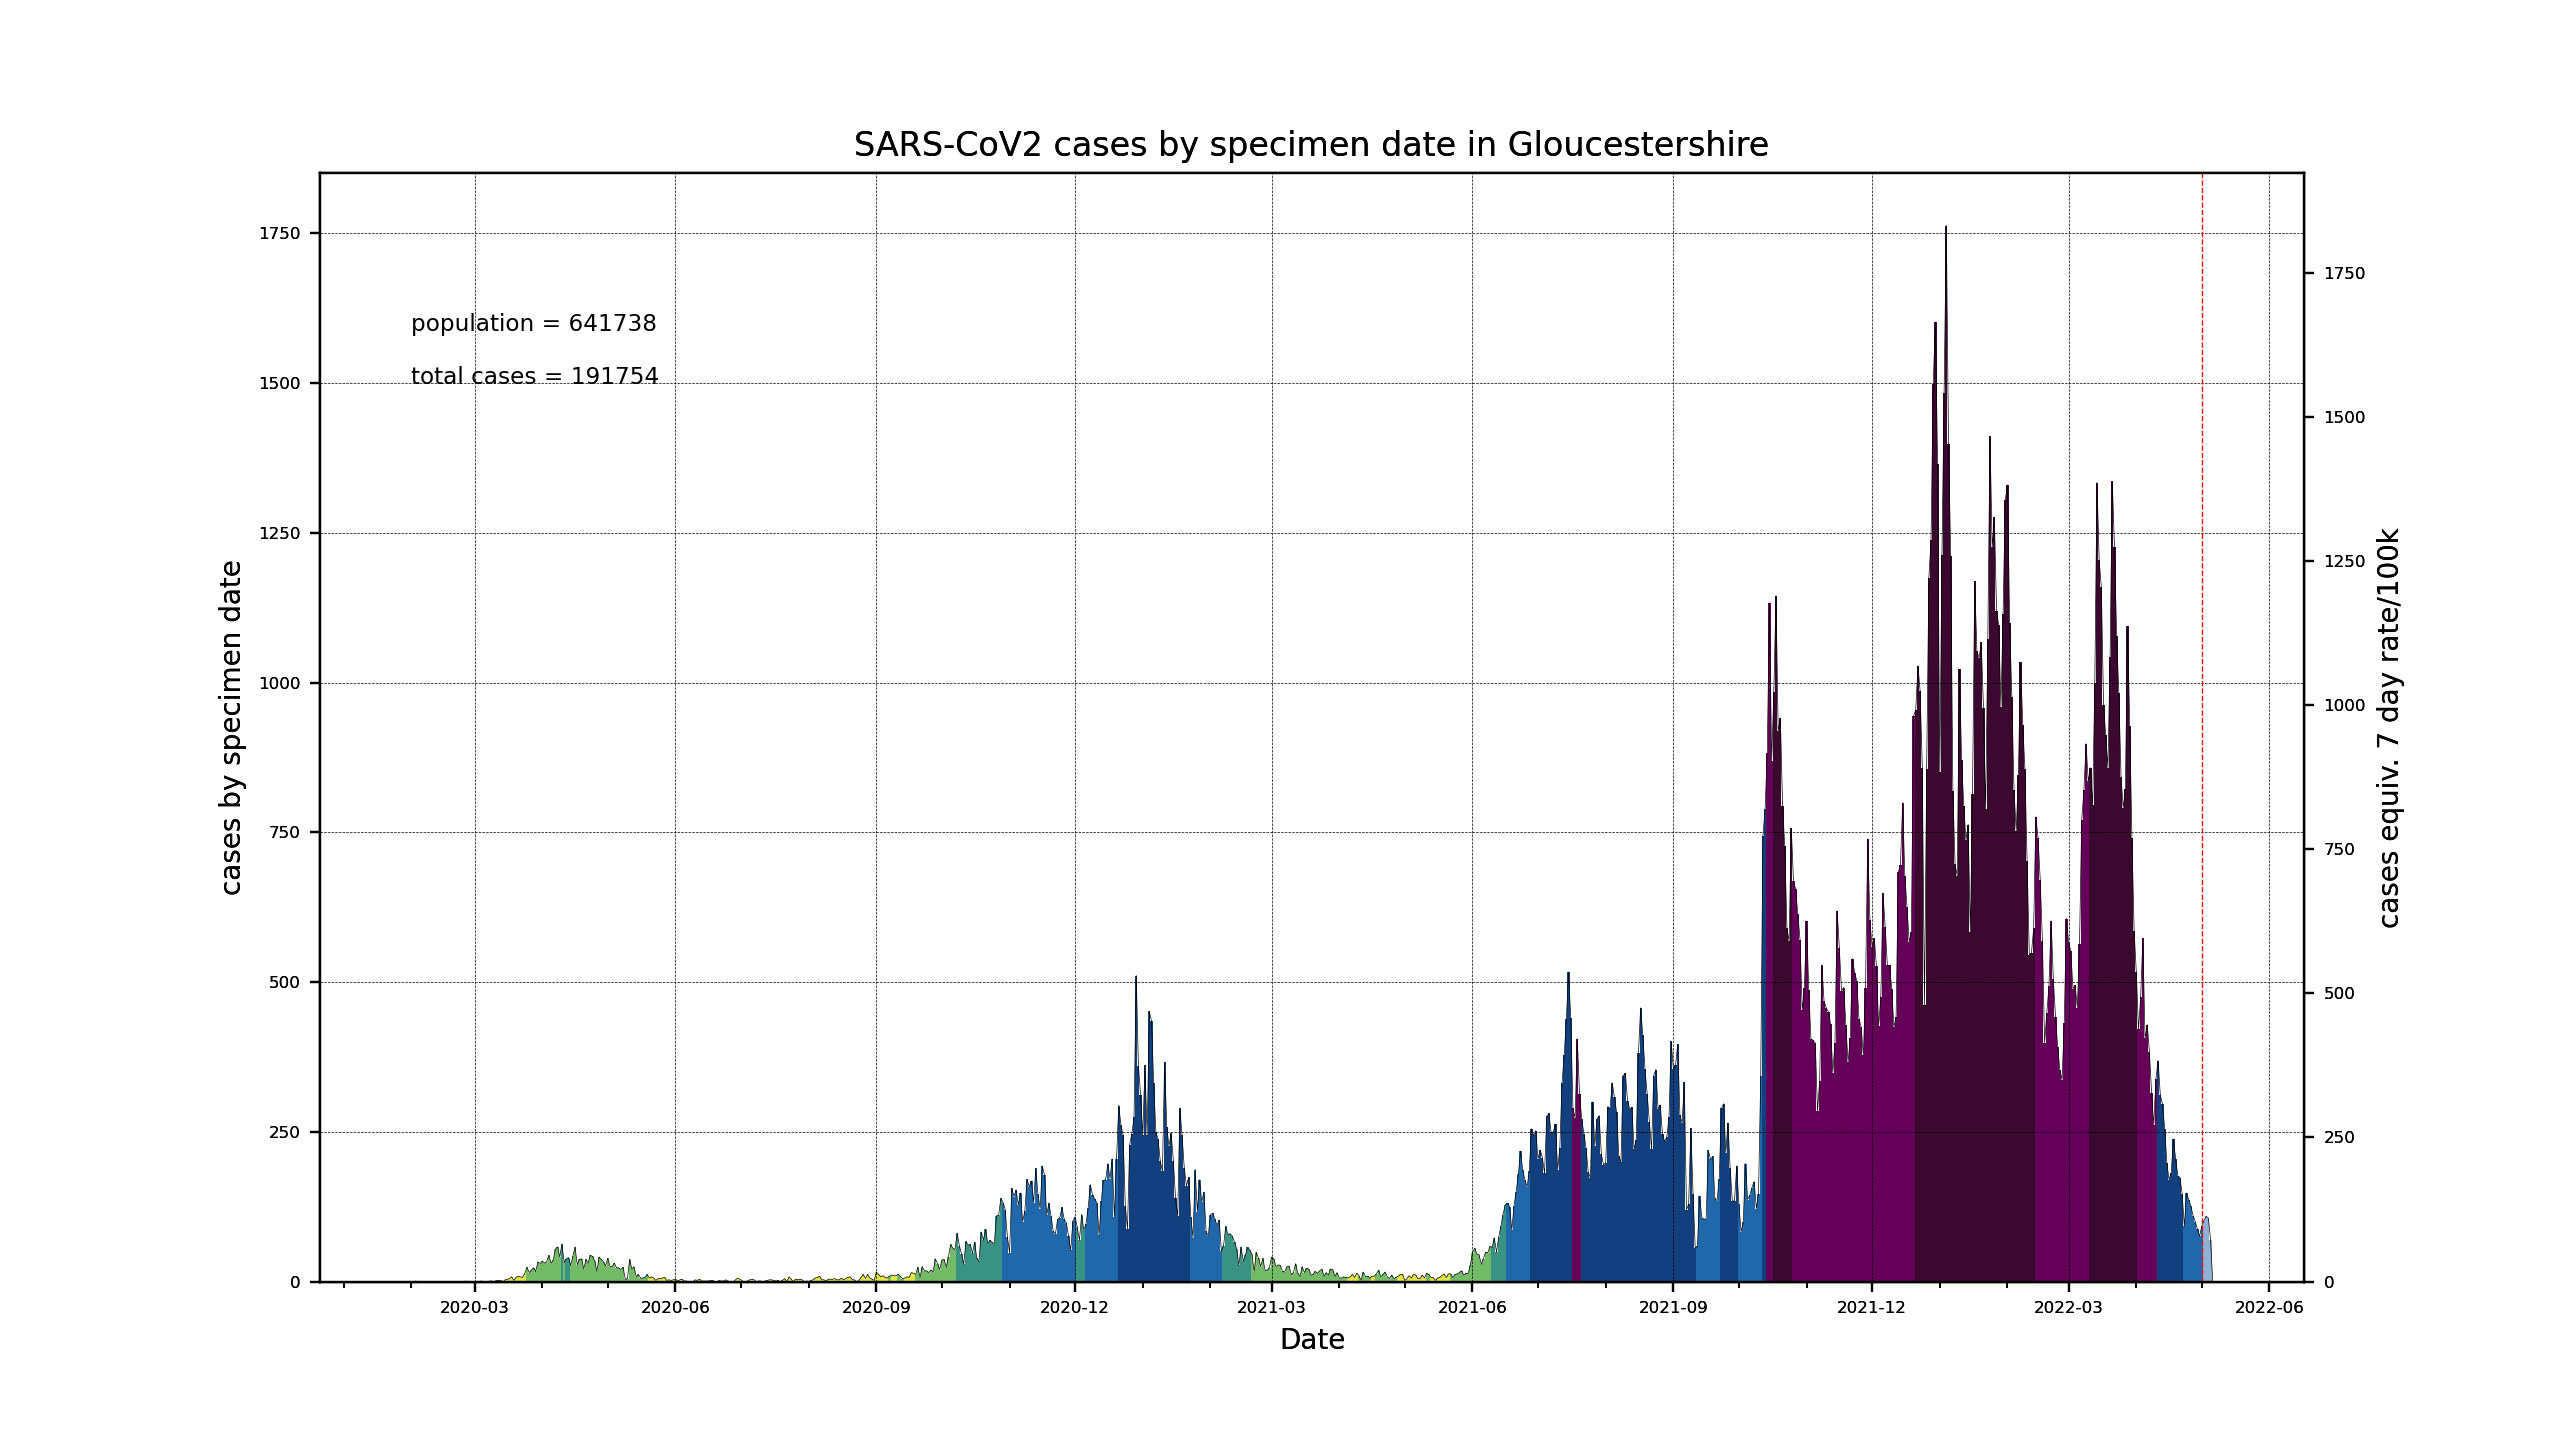 SARS-CoV2 cases by specimen date in Gloucestershire
population = 641738
total cases = 191754
cases by specimen date
1750
1500
1250
1000
750
500
250
0
cases equiv. 7 day rate/100k
1750
1500
1250
1000
750
500
250
0
2020-03 2020-06 2020-09 2020-12 2021-03 2021-06 2021-09 2021-12 2022-03 2022-06
Date